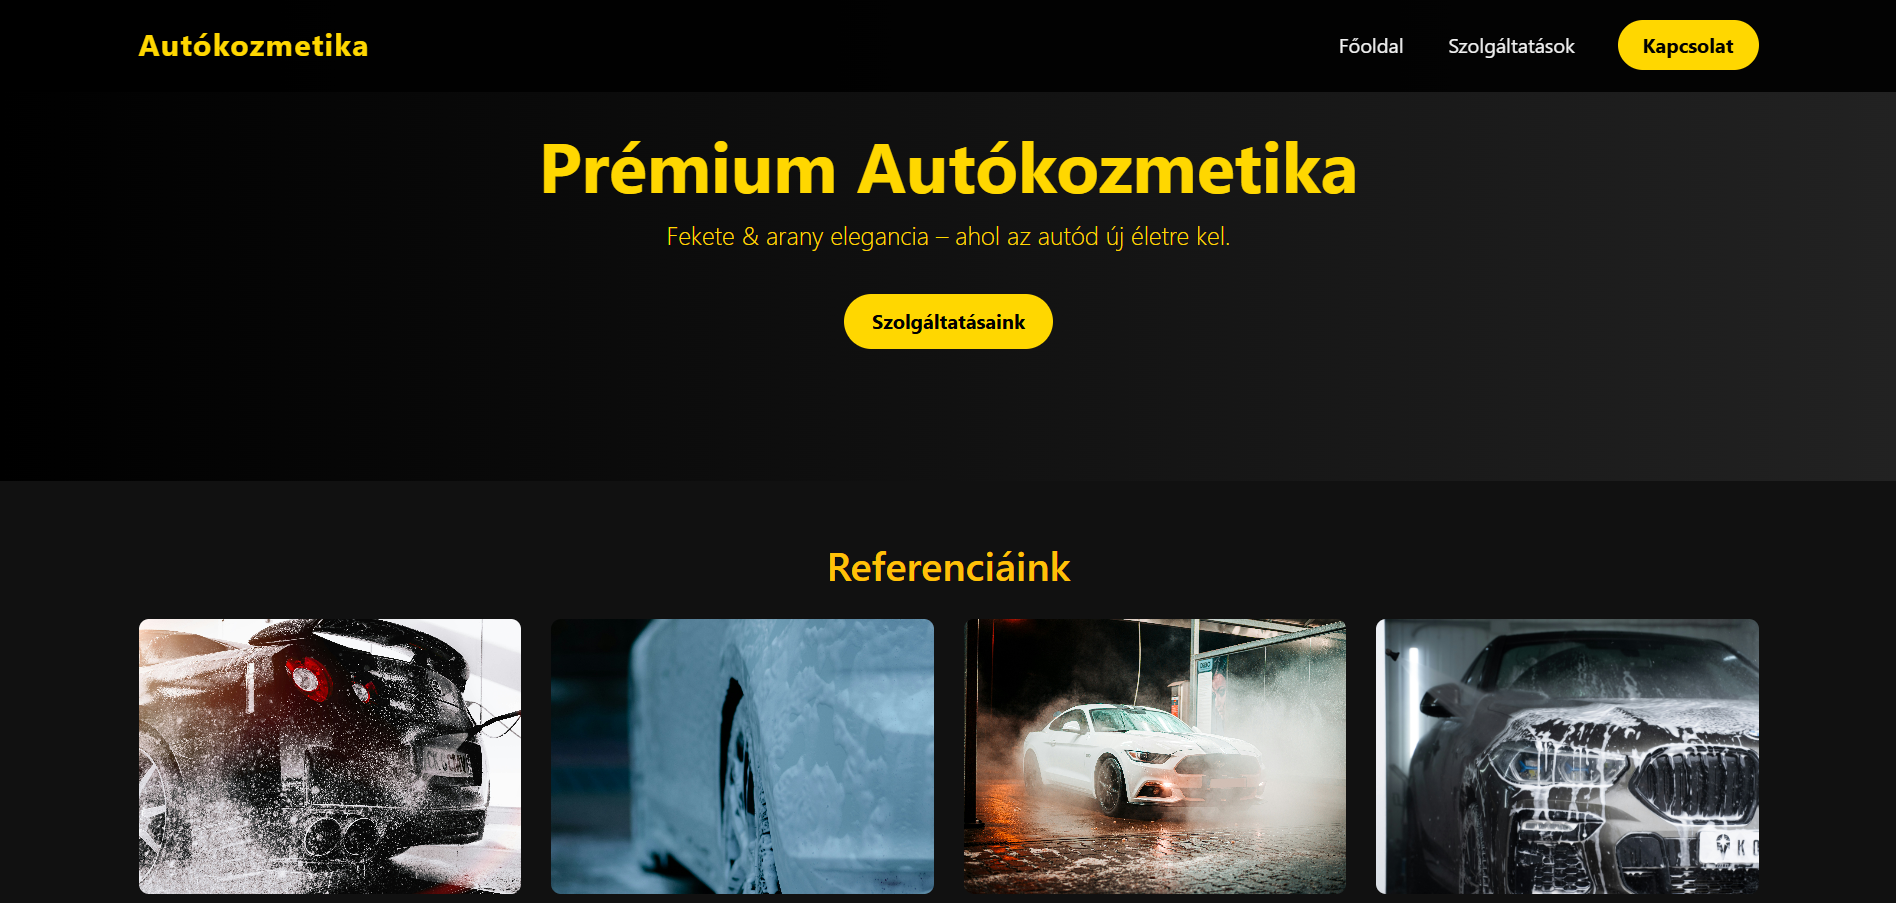 Autókozmetika
Főoldal Szolgáltatások Kapcsolat
Prémium Autókozmetika
Fekete & arany elegancia – ahol az autód új életre kel.
Szolgáltatásaink
Referenciáink